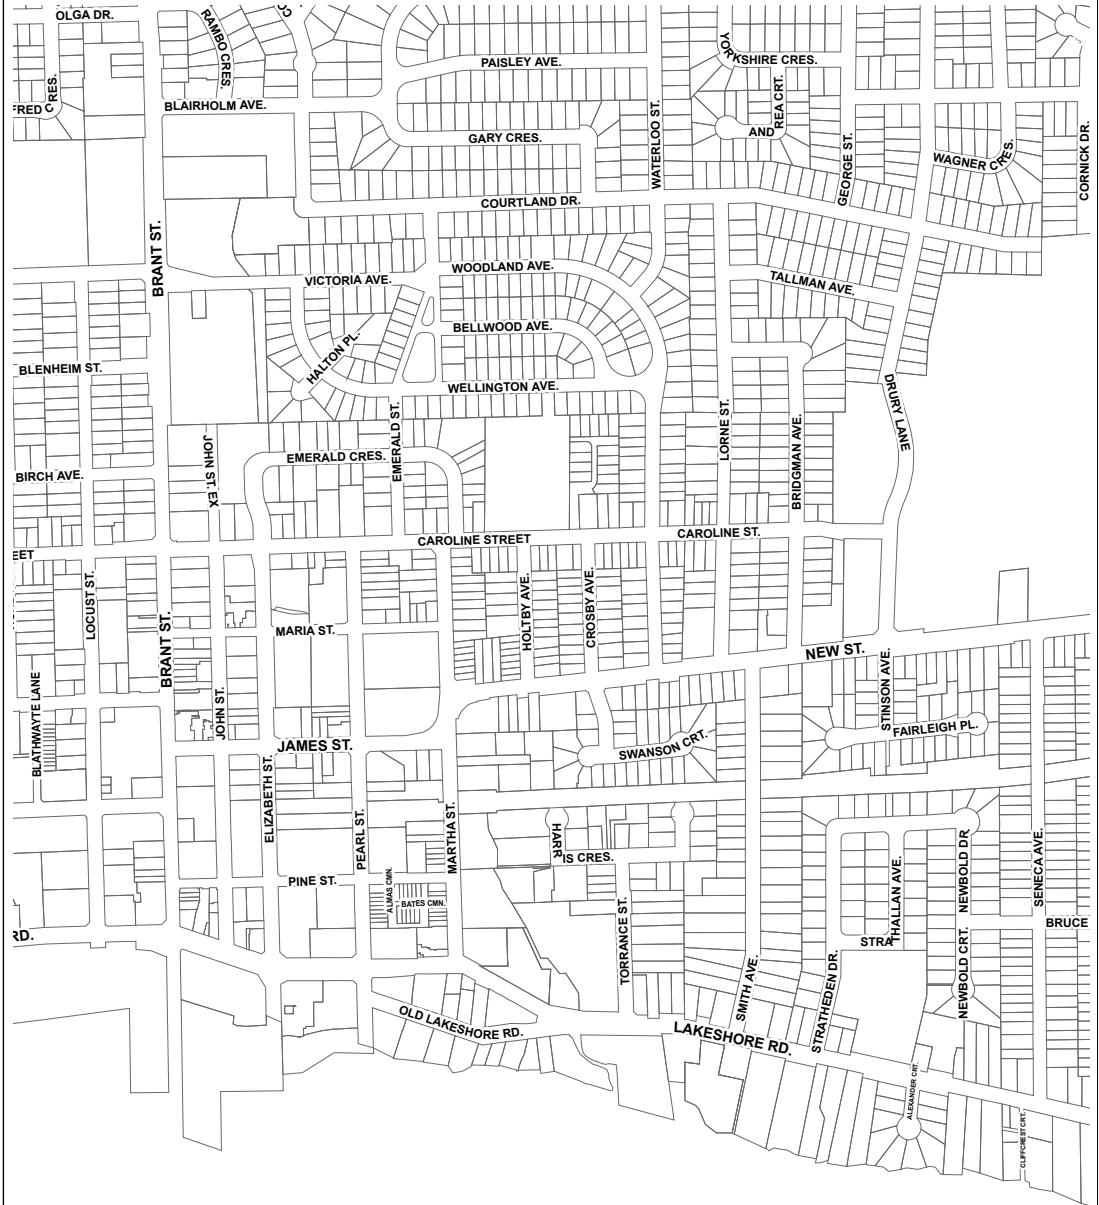 OLGA DR.
RAMBO CRES.
CO
YORKSHIRE CRES.
PAISLEY AVE.
FRED CRES.
BLAIRHOLM AVE.
REA CRT.
AND
GARY CRES.
WATERLOO ST.
GEORGE ST.
WAGNER CRES.
CORNICK DR.
COURTLAND DR.
BRANT ST.
WOODLAND AVE.
VICTORIA AVE.
TALLMAN AVE.
BELLWOOD AVE.
HALTON PL.
BLENHEIM ST.
WELLINGTON AVE.
DRURY LANE
EMERALD ST.
LORNE ST.
BRIDGMAN AVE.
JOHN ST. EX
EMERALD CRES.
BIRCH AVE.
CAROLINE STREET
CAROLINE ST.
EET
LOCUST ST.
HOLTBY AVE.
CROSBY AVE.
BRANT ST.
MARIA ST.
NEW ST.
STINSON AVE.
BLATHWAYTE LANE
JOHN ST.
FAIRLEIGH PL.
JAMES ST.
SWANSON CRT.
ELIZABETH ST.
PEARL ST.
MARTHA ST.
HARR
IS CRES.
THALLAN AVE.
NEWBOLD DR.
SENECA AVE.
PINE ST.
ALMAS CMN.
BATES CMN.
TORRANCE ST.
BRUCE
RD.
STRA
SMITH AVE.
STRATHEDEN DR.
NEWBOLD CRT.
OLD LAKESHORE RD.
LAKESHORE RD.
ALEXANDER CRT.
CLIFFCREST CRT.